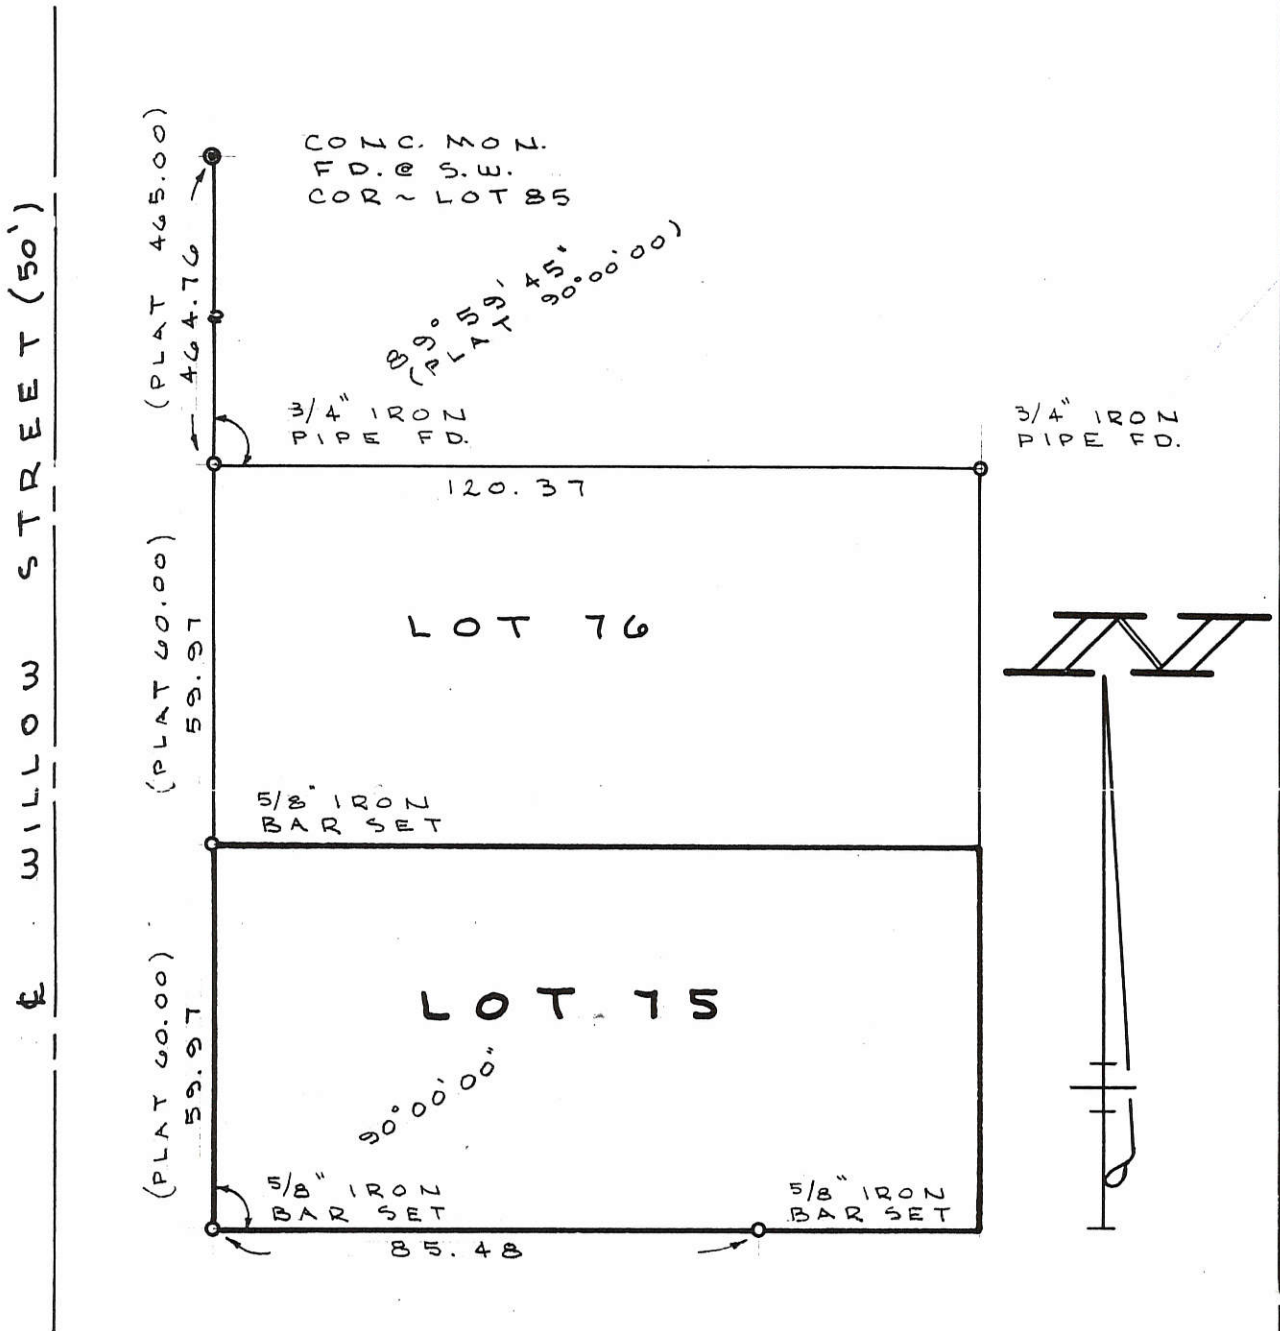 ℄ WILLOW STREET (50')
(PLAT 465.00)
464.76
CONC. MON.
FD. @ S.W.
COR ~ LOT 85
89° 59' 45"
(PLAT 90°00'00)
3/4" IRON
PIPE FD.
3/4" IRON
PIPE FD.
120.37
(PLAT 60.00)
59.97
LOT 76
N
5/8" IRON
BAR SET
(PLAT 60.00)
59.97
LOT 75
90°00'00"
5/8" IRON
BAR SET
5/8" IRON
BAR SET
85.48